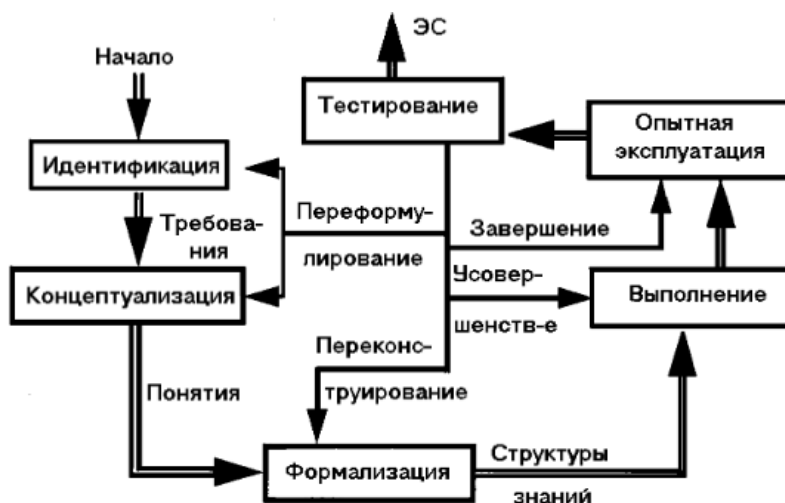 ЭС
Начало
Тестирование
Опытная
эксплуатация
Идентификация
Требова-
ния
Переформу-
лирование
Завершение
Концептуализация
Усовер-
шенств-е
Выполнение
Понятия
Переконс-
труирование
Формализация
Структуры
знаний